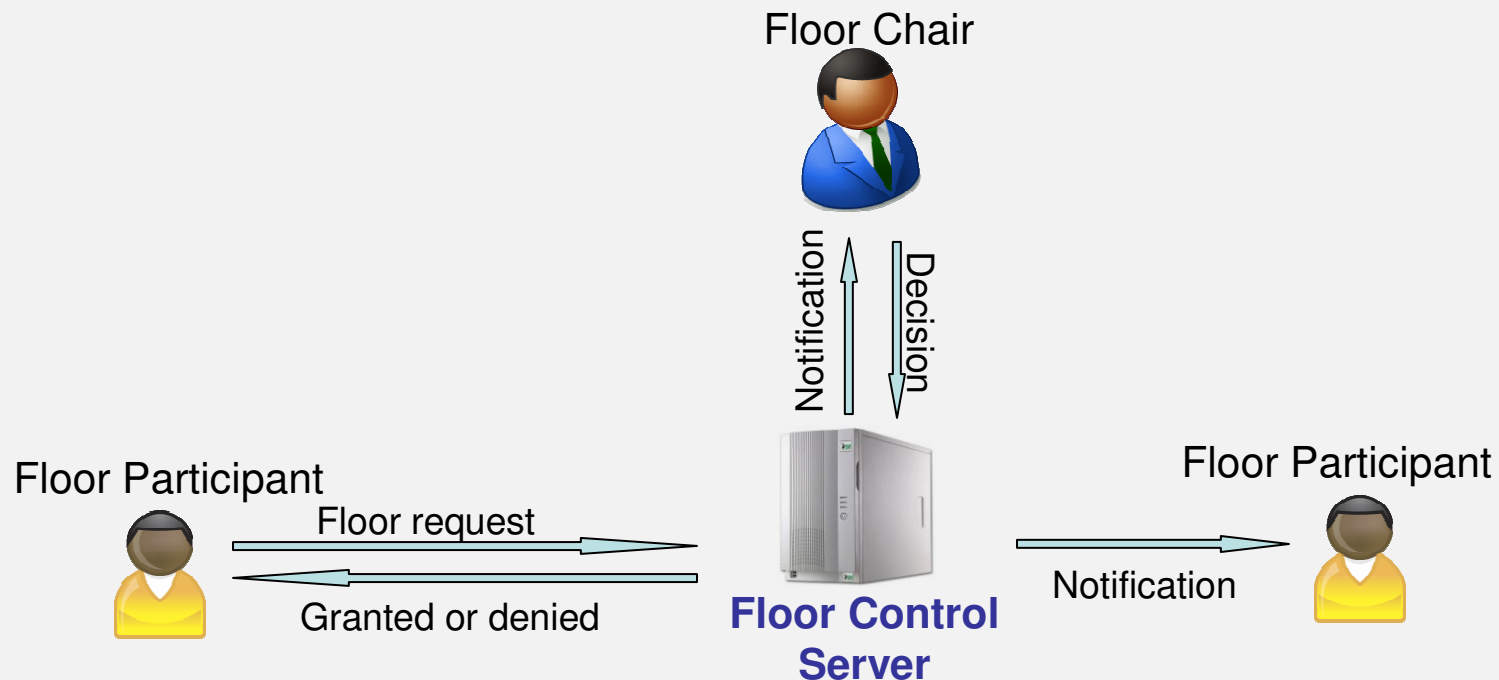 Floor Chair
Notification
Decision
Floor Participant
Floor request
Granted or denied
Floor Control
Server
Floor Participant
Notification